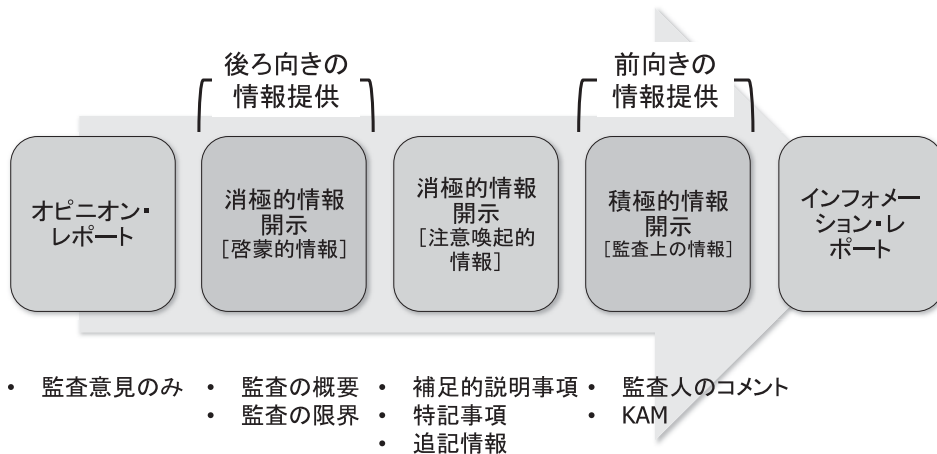 後ろ向きの
情報提供
前向きの
情報提供
オピニオン・
レポート
消極的情報
開示
[啓蒙的情報]
消極的情報
開示
[注意喚起的
情報]
積極的情報
開示
[監査上の情報]
インフォメー
ション・レ
ポート
• 監査意見のみ
• 監査の概要
• 監査の限界
• 補足的説明事項
• 特記事項
• 追記情報
• 監査人のコメント
• KAM